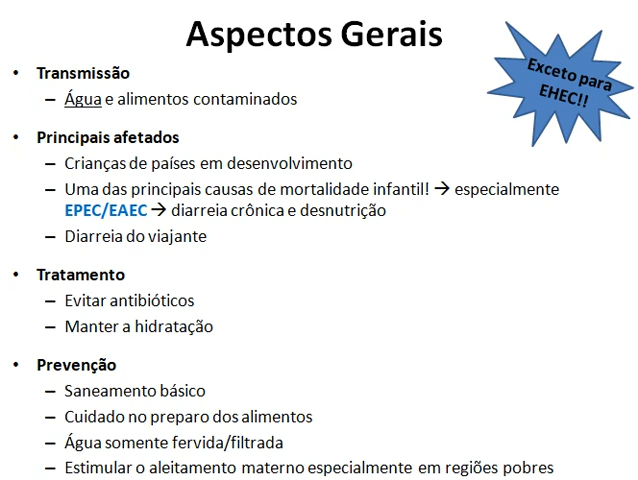 Aspectos Gerais
Exceto para
EHEC!!
• Transmissão
– Água e alimentos contaminados
• Principais afetados
– Crianças de países em desenvolvimento
– Uma das principais causas de mortalidade infantil! → especialmente
EPEC/EAEC → diarreia crônica e desnutrição
– Diarreia do viajante
• Tratamento
– Evitar antibióticos
– Manter a hidratação
• Prevenção
– Saneamento básico
– Cuidado no preparo dos alimentos
– Água somente fervida/filtrada
– Estimular o aleitamento materno especialmente em regiões pobres